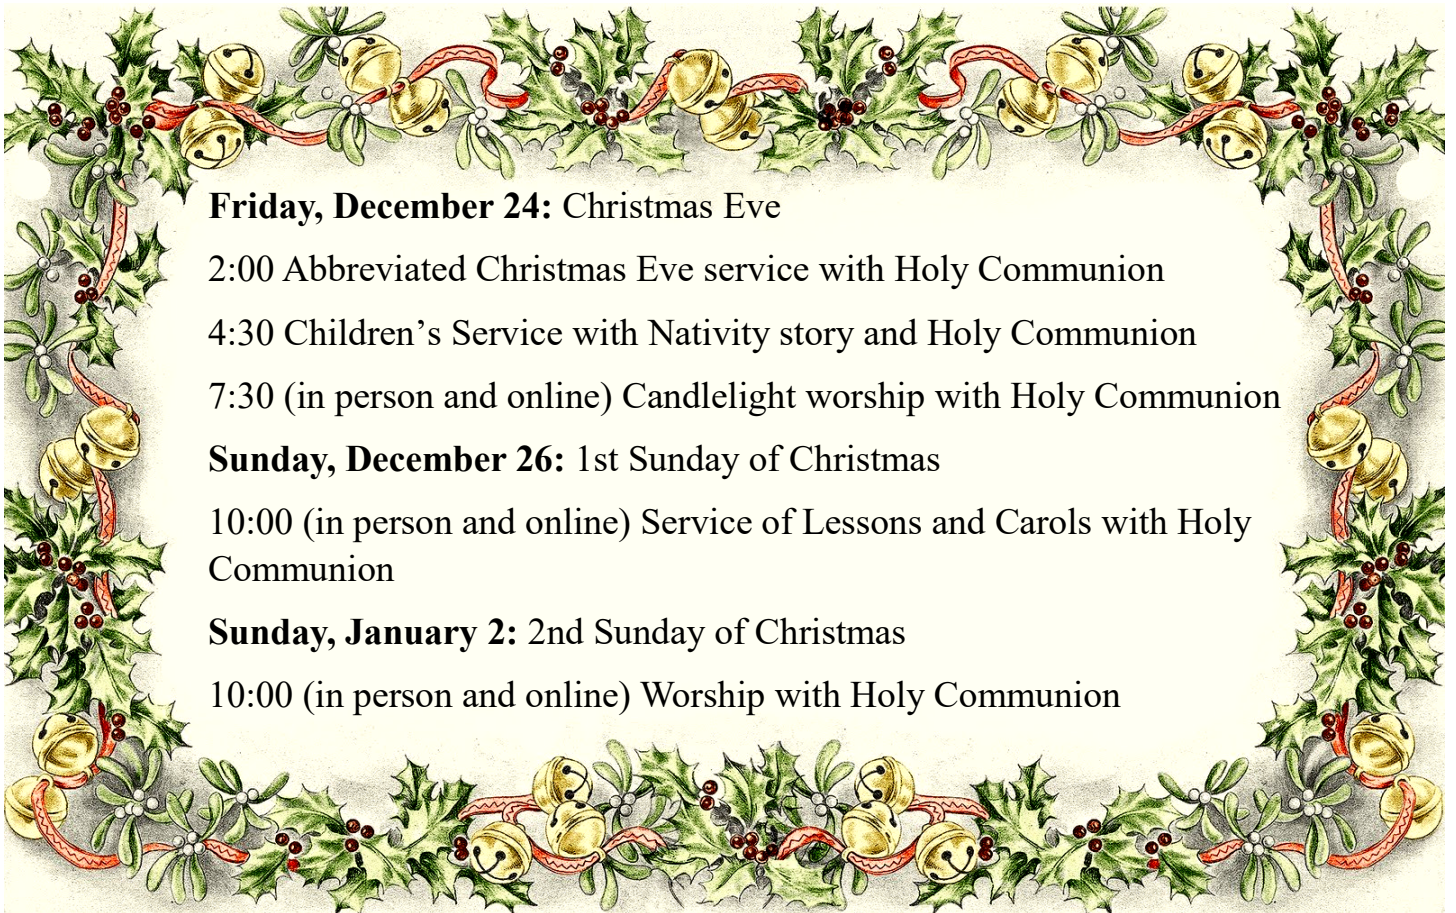 Friday, December 24: Christmas Eve
2:00 Abbreviated Christmas Eve service with Holy Communion
4:30 Children’s Service with Nativity story and Holy Communion
7:30 (in person and online) Candlelight worship with Holy Communion
Sunday, December 26: 1st Sunday of Christmas
10:00 (in person and online) Service of Lessons and Carols with Holy
Communion
Sunday, January 2: 2nd Sunday of Christmas
10:00 (in person and online) Worship with Holy Communion